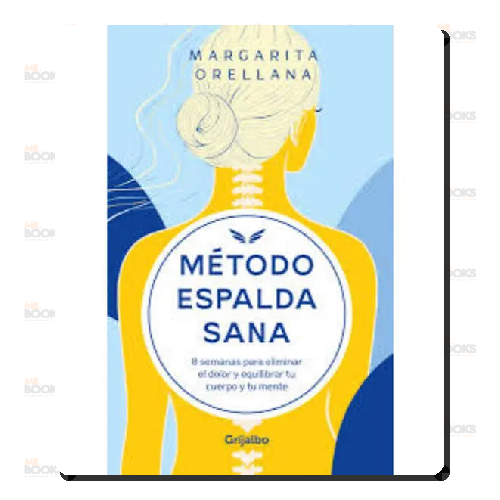 MARGARITA
ORELLANA
MÉTODO
ESPALDA
SANA
8 semanas para eliminar
el dolor y equilibrar tu
cuerpo y tu mente
Grijalbo